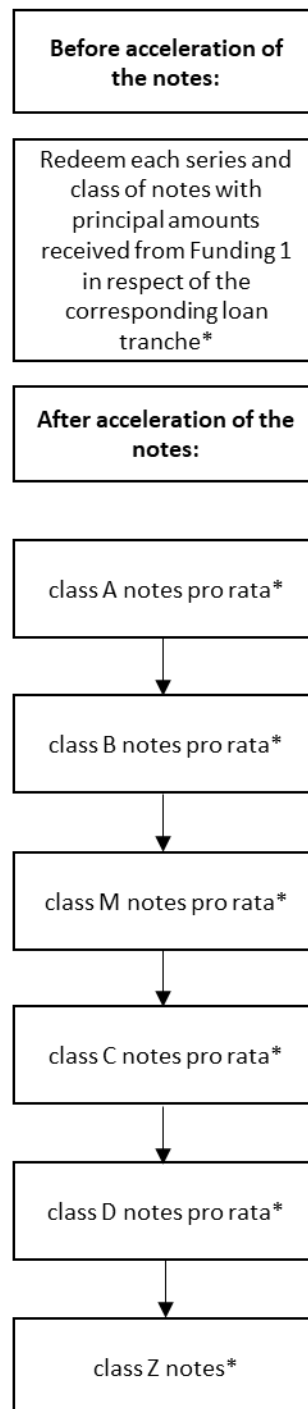 Before acceleration of
the notes:
Redeem each series and
class of notes with
principal amounts
received from Funding 1
in respect of the
corresponding loan
tranche*
After acceleration of the
notes:
class A notes pro rata*
class B notes pro rata*
class M notes pro rata*
class C notes pro rata*
class D notes pro rata*
class Z notes*